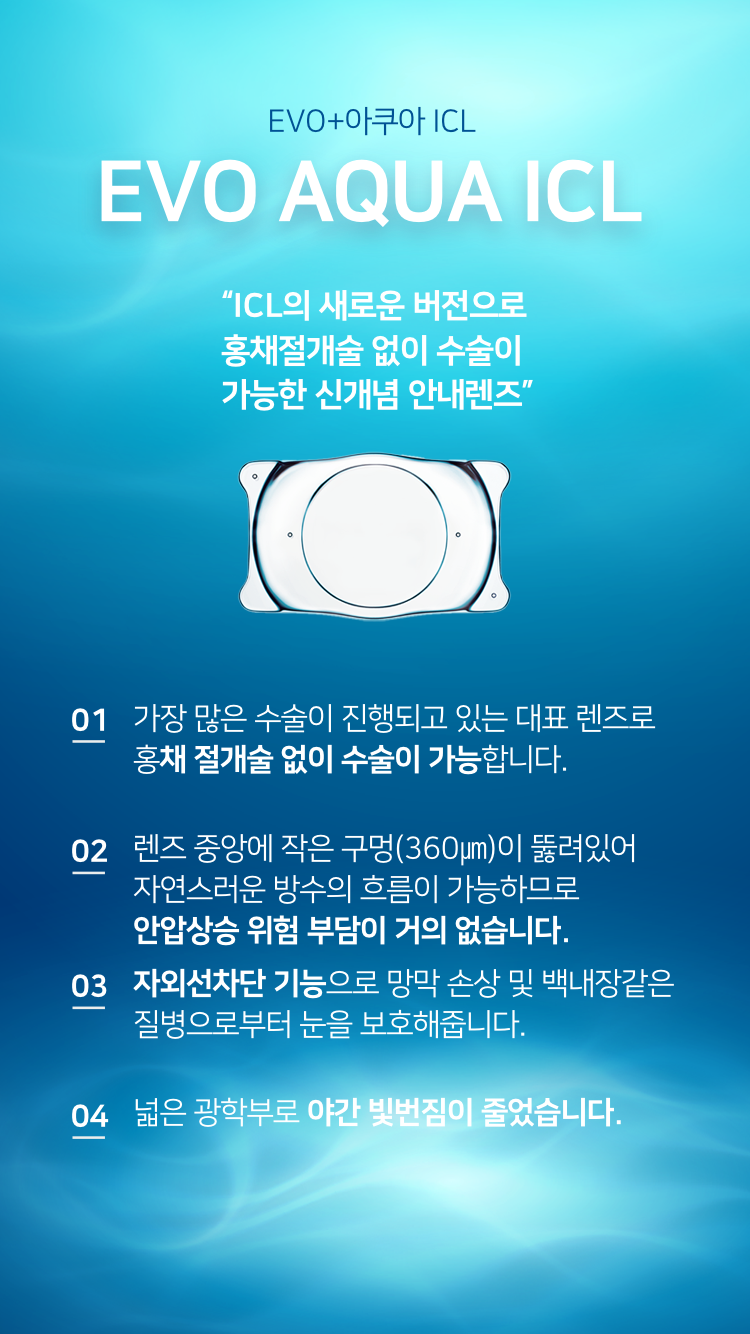 EVO+아쿠아 ICL
EVO AQUA ICL
“ICL의 새로운 버전으로
홍채절개술 없이 수술이
가능한 신개념 안내렌즈”
01 가장 많은 수술이 진행되고 있는 대표 렌즈로
홍채 절개술 없이 수술이 가능합니다.
02 렌즈 중앙에 작은 구멍(360㎛)이 뚫려있어
자연스러운 방수의 흐름이 가능하므로
안압상승 위험 부담이 거의 없습니다.
03 자외선차단 기능으로 망막 손상 및 백내장같은
질병으로부터 눈을 보호해줍니다.
04 넓은 광학부로 야간 빛번짐이 줄었습니다.